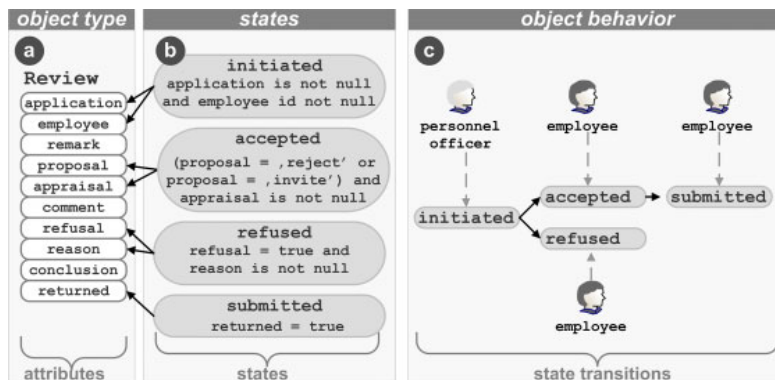 object type
states
object behavior
a
Review
application
employee
remark
proposal
appraisal
comment
refusal
reason
conclusion
returned
attributes
b
initiated
application is not null
and employee id not null
accepted
(proposal = ‚reject’ or
proposal = ‚invite’) and
appraisal is not null
refused
refusal = true and
reason is not null
submitted
returned = true
states
c
personnel
officer
employee
employee
initiated
accepted
submitted
refused
employee
state transitions